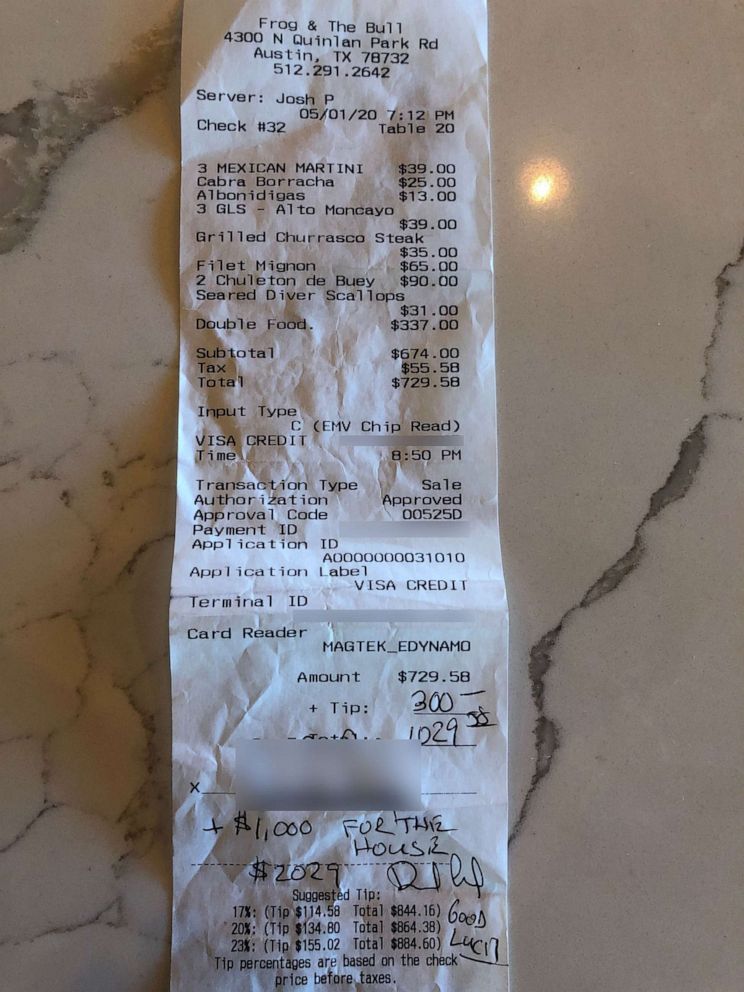 Frog & The Bull
4300 N Quinlan Park Rd
Austin, TX 78732
512.291.2642
Server: Josh P
05/01/20 7:12 PM
Check #32 Table 20
3 MEXICAN MARTINI $39.00
Cabra Borracha $25.00
Albonidigas $13.00
3 GLS - Alto Moncayo
$39.00
Grilled Churrasco Steak
$35.00
Filet Mignon $65.00
2 Chuleton de Buey $90.00
Seared Diver Scallops
$31.00
Double Food. $337.00
Subtotal $674.00
Tax $55.58
Total $729.58
Input Type
C (EMV Chip Read)
VISA CREDIT
Time 8:50 PM
Transaction Type Sale
Authorization Approved
Approval Code 00525D
Payment ID
Application ID
A0000000031010
Application Label
VISA CREDIT
Terminal ID
Card Reader
MAGTEK_EDYNAMO
Amount $729.58
+ Tip: 300 -
1029 58
x
+ $1,000 FOR THE
HOUSE
$2029
Suggested Tip:
17%: (Tip $114.58 Total $844.16) GOOD
20%: (Tip $134.80 Total $864.38)
23%: (Tip $155.02 Total $884.60) LUCK
Tip percentages are based on the check
price before taxes.